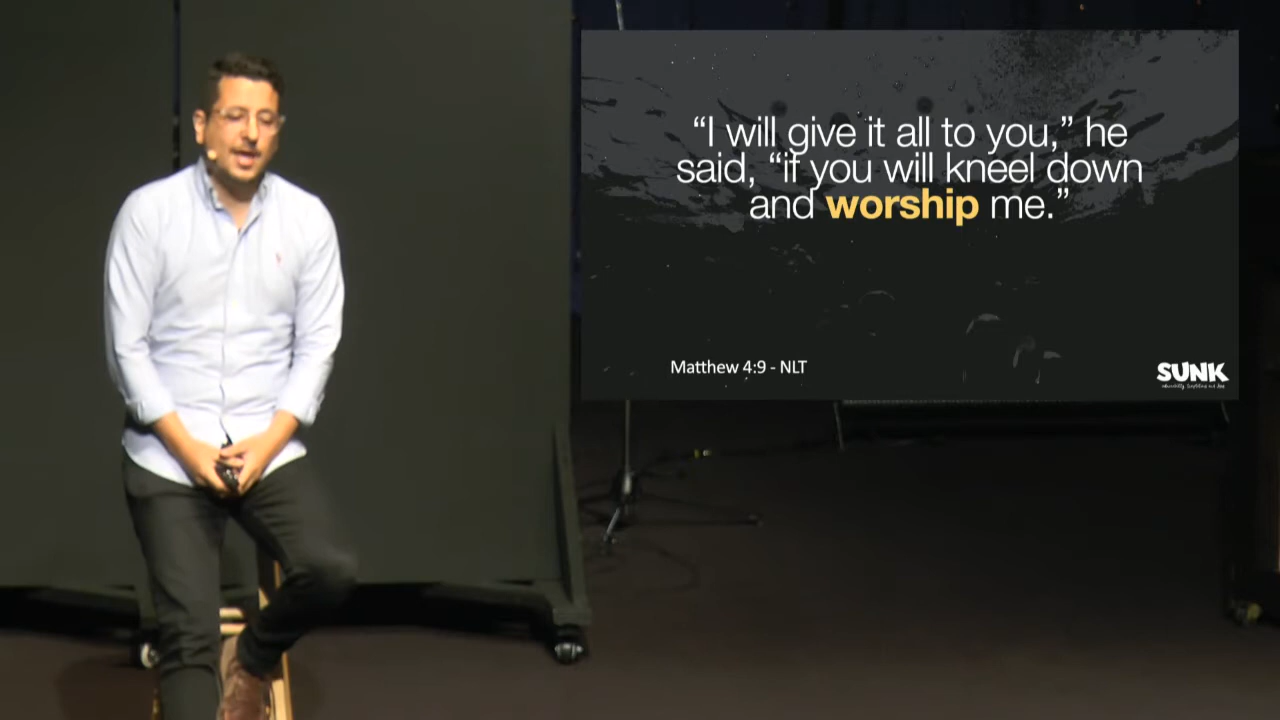 “I will give it all to you,” he
said, “if you will kneel down
and worship me.”
Matthew 4:9 - NLT
SUNK